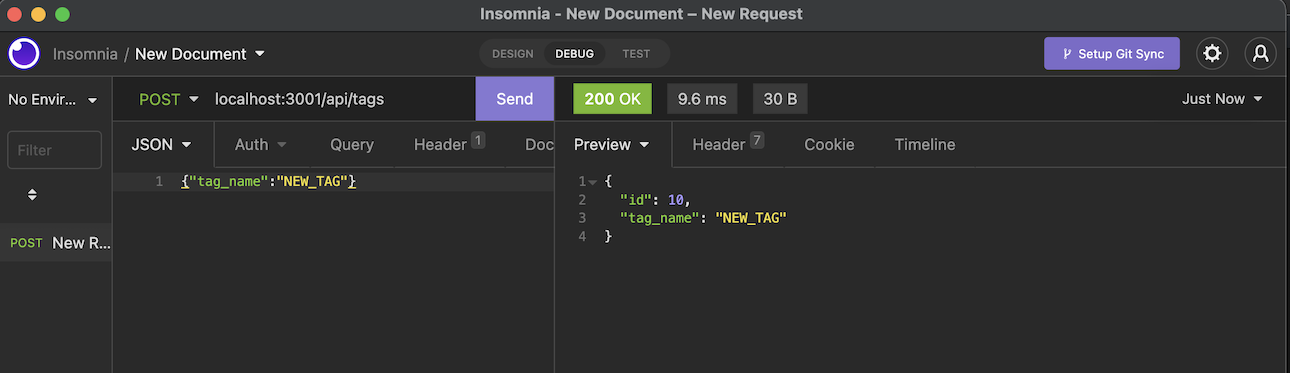 Insomnia - New Document – New Request
Insomnia / New Document DESIGN DEBUG TEST Setup Git Sync
No Envir... POST localhost:3001/api/tags Send 200 OK 9.6 ms 30 B Just Now
Filter JSON Auth Query Header 1 Doc Preview Header 7 Cookie Timeline
1 {"tag_name":"NEW_TAG"}
1 {
2 "id": 10,
3 "tag_name": "NEW_TAG"
4 }
POST New R...